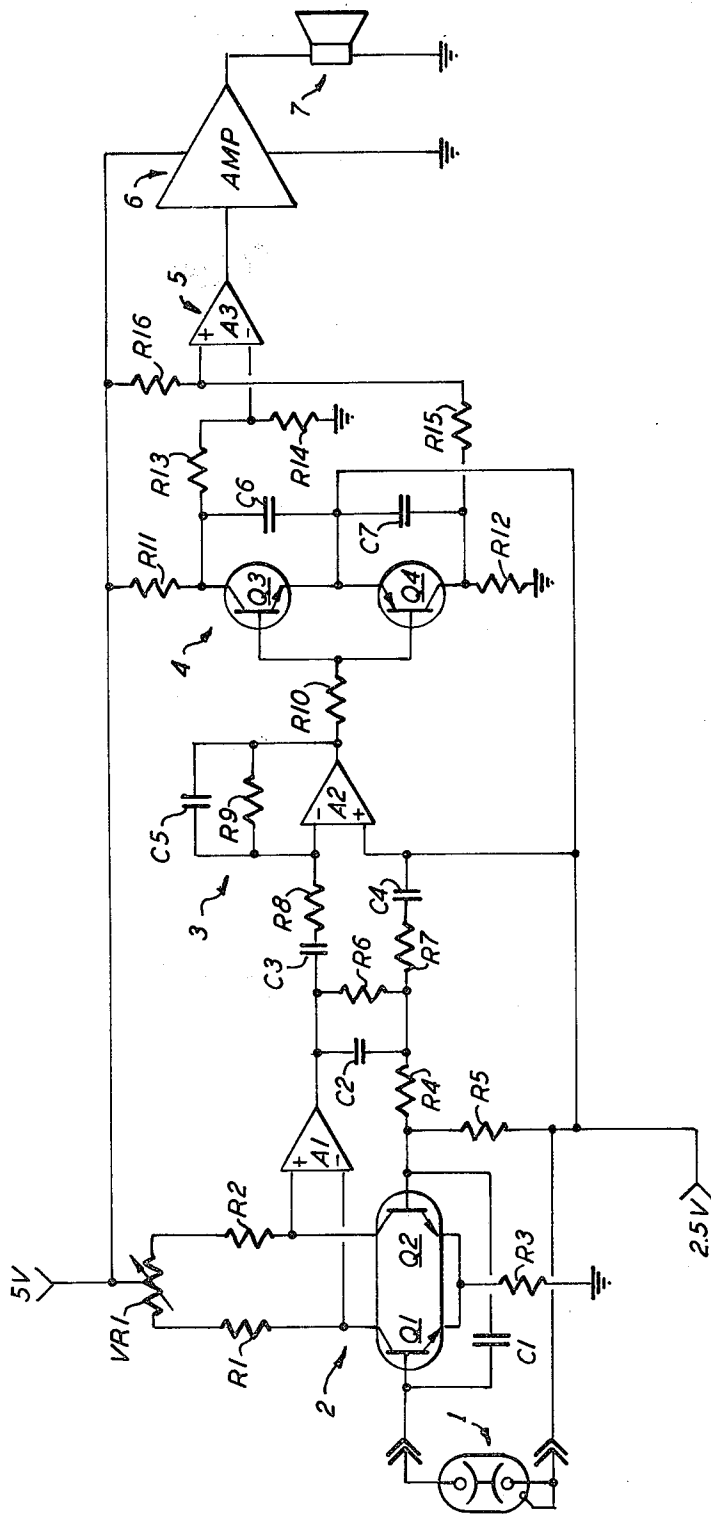 5V
VR1
R1
R2
2
A1
+
-
Q1
Q2
R3
C1
1
R4
R5
2.5V
C2
R6
C3
R8
R7
C4
3
C5
R9
A2
-
+
R10
4
R11
Q3
Q4
R12
C6
C7
R13
R14
R15
R16
5
A3
+
-
6
AMP
7